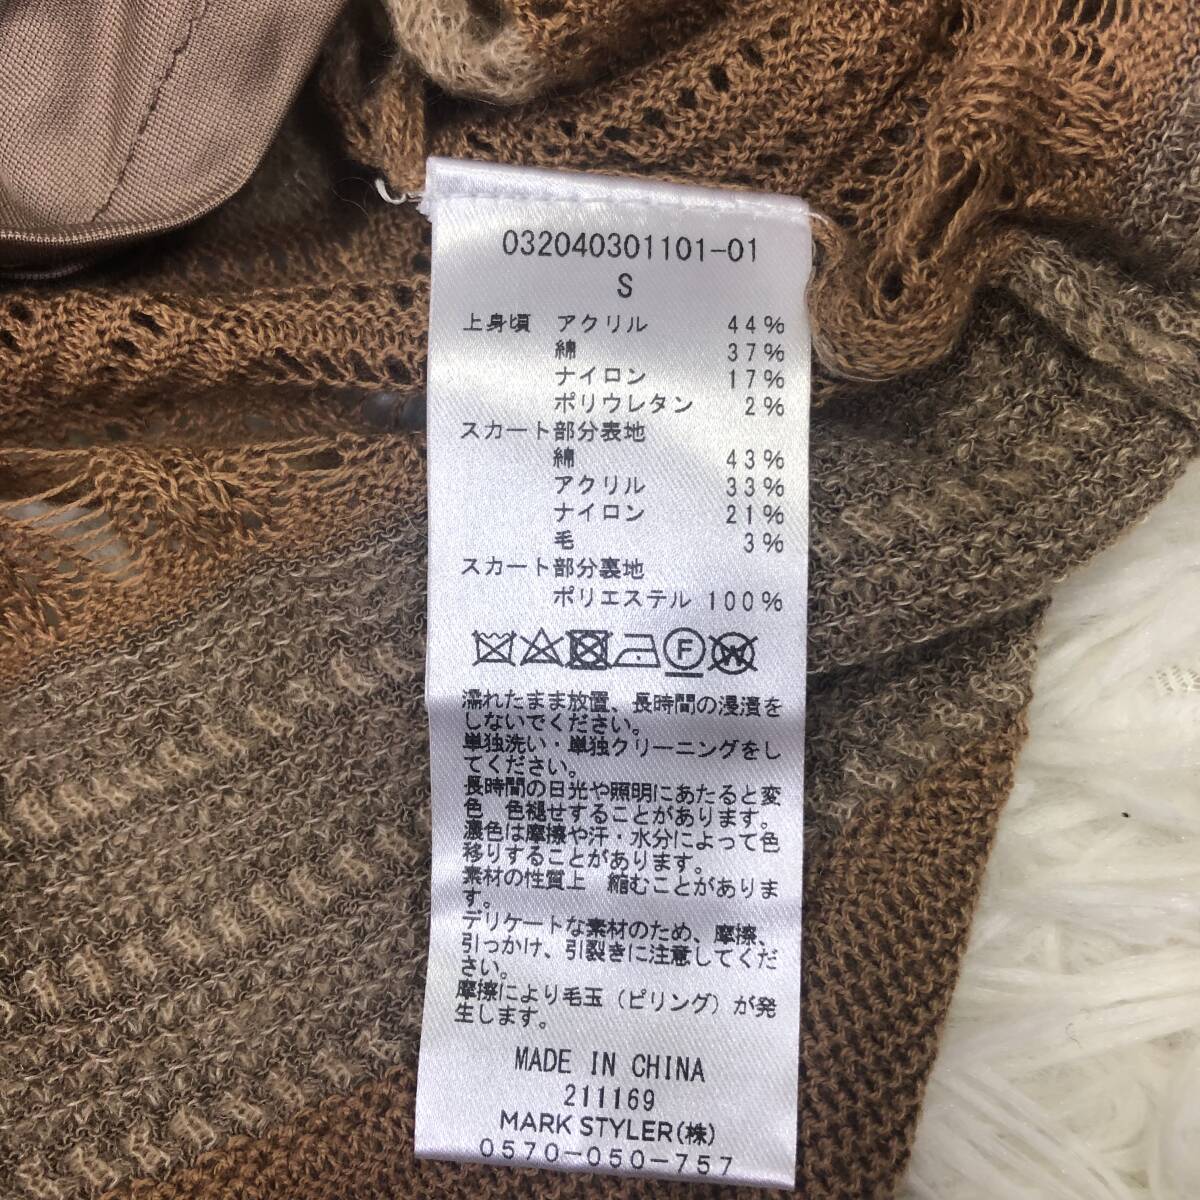 032040301101-01
S
上身頃 アクリル 44%
綿 37%
ナイロン 17%
ポリウレタン 2%
スカート部分表地
綿 43%
アクリル 33%
ナイロン 21%
毛 3%
スカート部分裏地
ポリエステル 100%
F W
濡れたまま放置、長時間の浸漬を
しないでください。
単独洗い・単独クリーニングをし
てください。
長時間の日光や照明にあたると変
色 色褪せすることがあります。
濃色は摩擦や汗・水分によって色
移りすることがあります。
素材の性質上 縮むことがありま
す。
デリケートな素材のため、摩擦、
引っかけ、引裂きに注意してくだ
さい。
摩擦により毛玉（ピリング）が発
生します。
MADE IN CHINA
211169
MARK STYLER(株)
0570-050-757